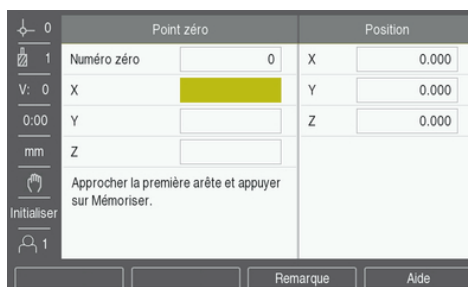 0
1
V: 0
0:00
mm
Initialiser
1
Point zéro
Numéro zéro 0
X
Y
Z
Approcher la première arête et appuyer
sur Mémoriser.
Position
X 0.000
Y 0.000
Z 0.000
Remarque
Aide